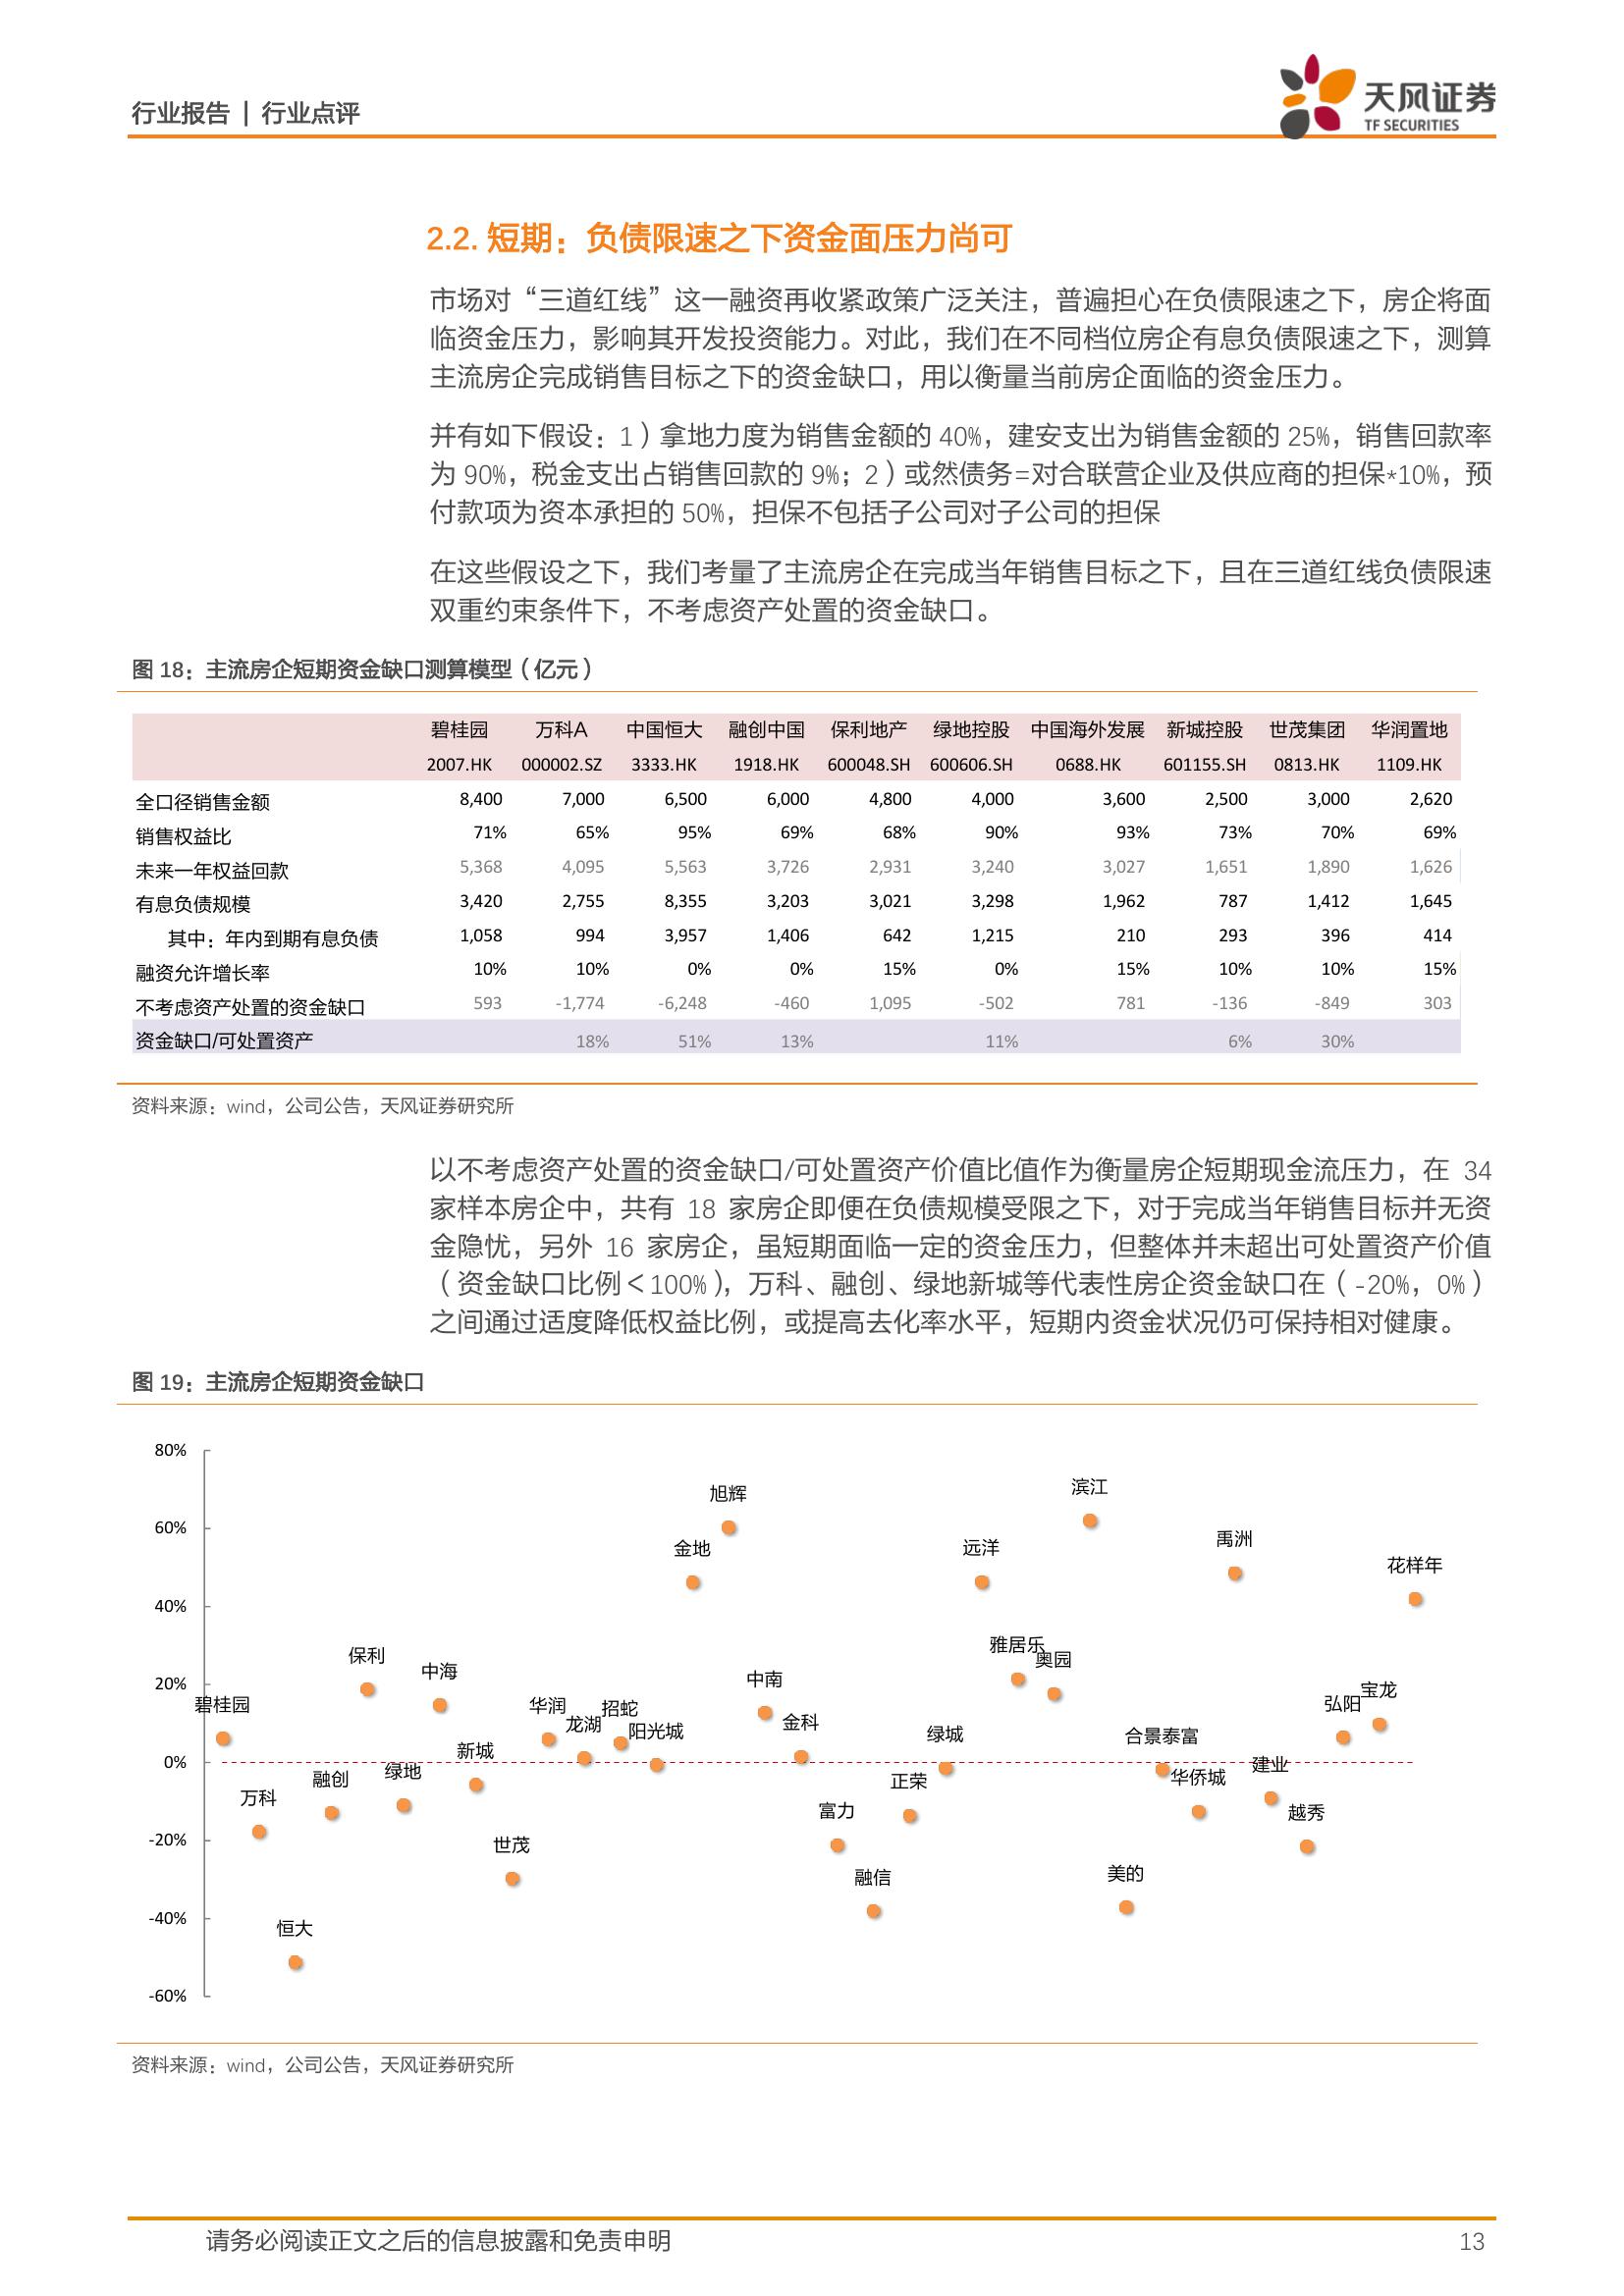 行业报告 | 行业点评
天风证券
TF SECURITIES
2.2. 短期：负债限速之下资金面压力尚可
市场对“三道红线”这一融资再收紧政策广泛关注，普遍担心在负债限速之下，房企将面
临资金压力，影响其开发投资能力。对此，我们在不同档位房企有息负债限速之下，测算
主流房企完成销售目标之下的资金缺口，用以衡量当前房企面临的资金压力。
并有如下假设：1）拿地力度为销售金额的 40%，建安支出为销售金额的 25%，销售回款率
为 90%，税金支出占销售回款的 9%；2）或然债务=对合联营企业及供应商的担保*10%，预
付款项为资本承担的 50%，担保不包括子公司对子公司的担保
在这些假设之下，我们考量了主流房企在完成当年销售目标之下，且在三道红线负债限速
双重约束条件下，不考虑资产处置的资金缺口。
图 18：主流房企短期资金缺口测算模型（亿元）
碧桂园 万科A 中国恒大 融创中国 保利地产 绿地控股 中国海外发展 新城控股 世茂集团 华润置地
2007.HK 000002.SZ 3333.HK 1918.HK 600048.SH 600606.SH 0688.HK 601155.SH 0813.HK 1109.HK
全口径销售金额 8,400 7,000 6,500 6,000 4,800 4,000 3,600 2,500 3,000 2,620
销售权益比 71% 65% 95% 69% 68% 90% 93% 73% 70% 69%
未来一年权益回款 5,368 4,095 5,563 3,726 2,931 3,240 3,027 1,651 1,890 1,626
有息负债规模 3,420 2,755 8,355 3,203 3,021 3,298 1,962 787 1,412 1,645
其中：年内到期有息负债 1,058 994 3,957 1,406 642 1,215 210 293 396 414
融资允许增长率 10% 10% 0% 0% 15% 0% 15% 10% 10% 15%
不考虑资产处置的资金缺口 593 -1,774 -6,248 -460 1,095 -502 781 -136 -849 303
资金缺口/可处置资产 18% 51% 13% 11% 6% 30%
资料来源：wind，公司公告，天风证券研究所
以不考虑资产处置的资金缺口/可处置资产价值比值作为衡量房企短期现金流压力，在 34
家样本房企中，共有 18 家房企即便在负债规模受限之下，对于完成当年销售目标并无资
金隐忧，另外 16 家房企，虽短期面临一定的资金压力，但整体并未超出可处置资产价值
（资金缺口比例＜100%），万科、融创、绿地新城等代表性房企资金缺口在（-20%，0%）
之间通过适度降低权益比例，或提高去化率水平，短期内资金状况仍可保持相对健康。
图 19：主流房企短期资金缺口
80%
60%
40%
20%
0%
-20%
-40%
-60%
碧桂园
万科
恒大
融创
保利
绿地
中海
新城
世茂
华润
龙湖
招蛇
阳光城
金地
旭辉
中南
金科
富力
融信
正荣
绿城
远洋
雅居乐
奥园
滨江
美的
合景泰富
华侨城
禹洲
建业
越秀
弘阳
宝龙
花样年
资料来源：wind，公司公告，天风证券研究所
请务必阅读正文之后的信息披露和免责申明
13